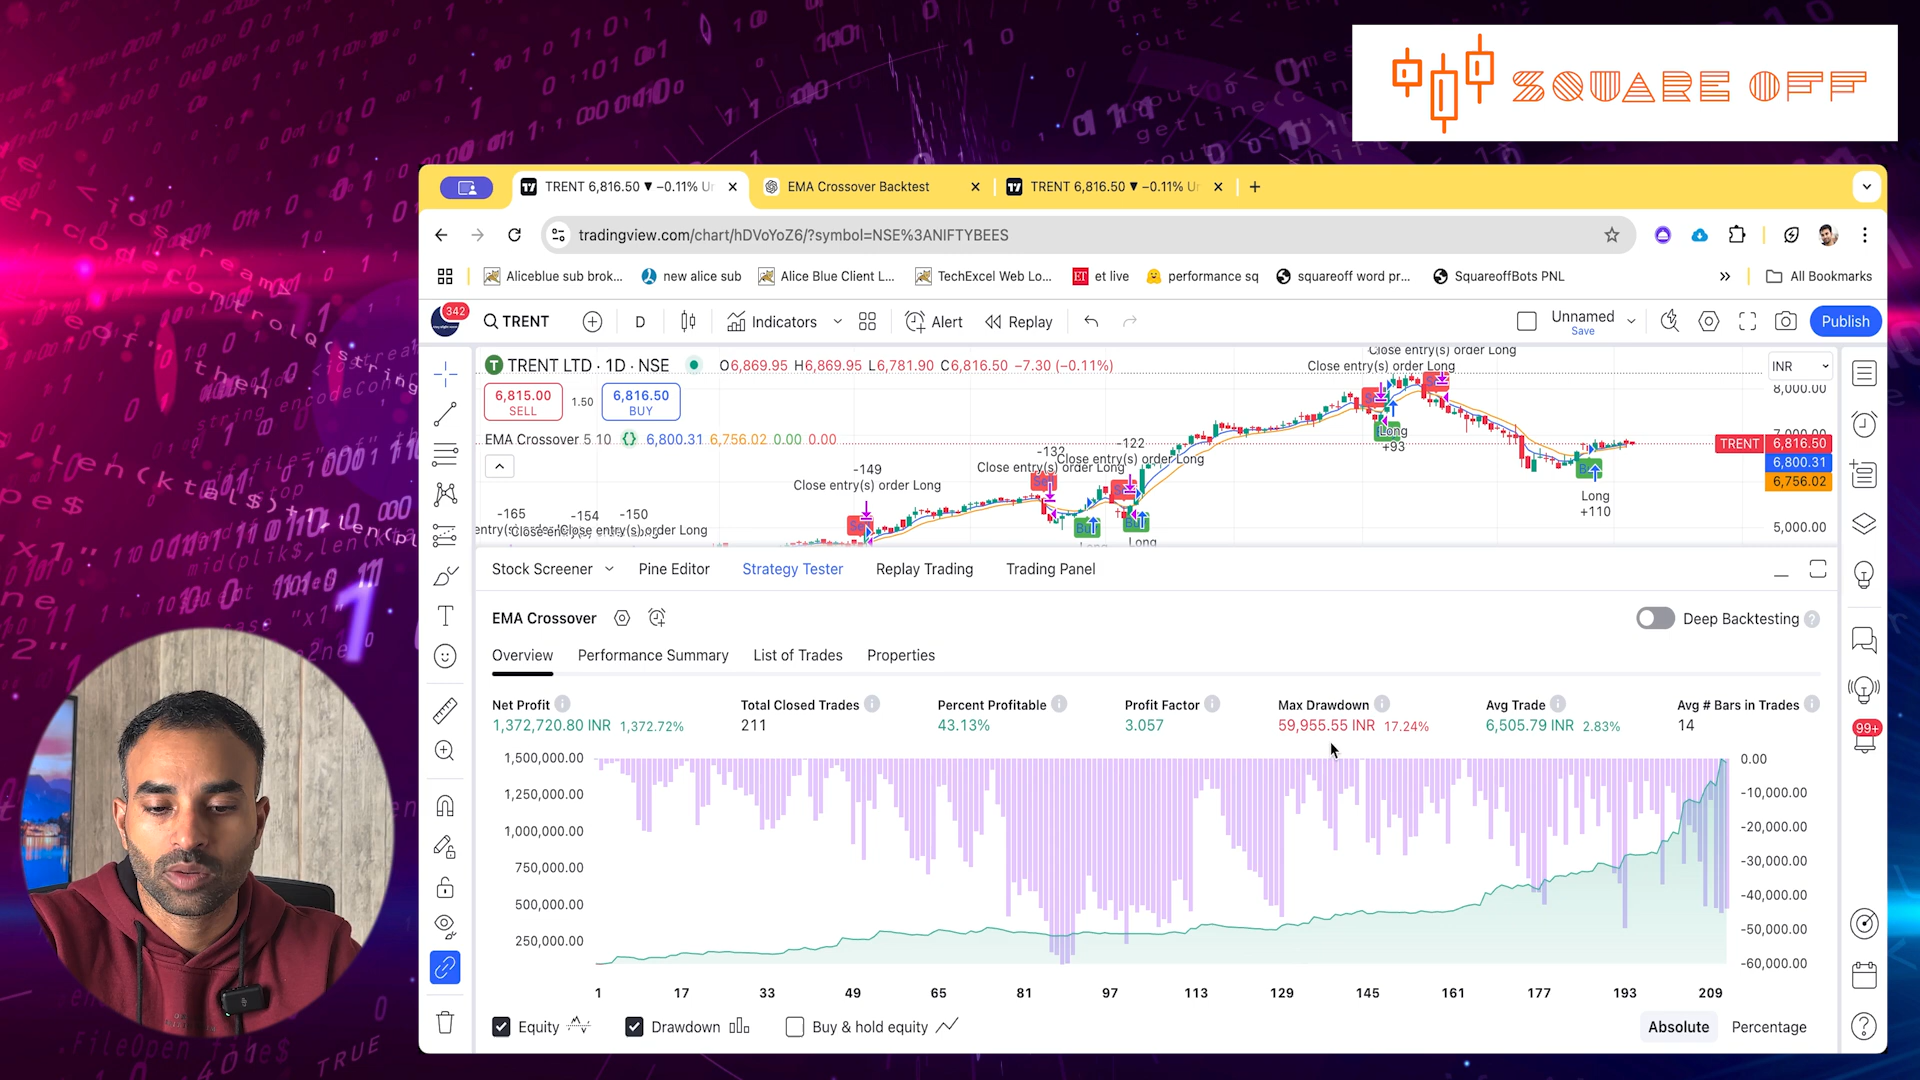 SQUARE OFF
TRENT 6,816.50 ▼ −0.11% Un
EMA Crossover Backtest
TRENT 6,816.50 ▼ −0.11% Un
tradingview.com/chart/hDVoYoZ6/?symbol=NSE%3ANIFTYBEES
Aliceblue sub brok...
new alice sub
Alice Blue Client L...
TechExcel Web Lo...
ET
et live
performance sq
squareoff word pr...
SquareoffBots PNL
All Bookmarks
342
TRENT
D
Indicators
Alert
Replay
Unnamed
Save
Publish
T TRENT LTD · 1D · NSE
O6,869.95 H6,869.95 L6,781.90 C6,816.50 −7.30 (−0.11%)
INR
6,815.00
SELL
1.50
6,816.50
BUY
EMA Crossover 5 10 {} 6,800.31 6,756.02 0.00 0.00
Close entry(s) order Long
Close entry(s) order Long
8,000.00
Long
+93
TRENT 6,816.50
6,800.31
6,756.02
5,000.00
-122
-132
Close entry(s) order Long
Close entry(s) order Long
-149
Close entry(s) order Long
Long
+110
-165
-154
-150
Close entry(s) order Long
Long
Stock Screener
Pine Editor
Strategy Tester
Replay Trading
Trading Panel
EMA Crossover
Deep Backtesting
Overview
Performance Summary
List of Trades
Properties
Net Profit
1,372,720.80 INR 1,372.72%
Total Closed Trades
211
Percent Profitable
43.13%
Profit Factor
3.057
Max Drawdown
59,955.55 INR 17.24%
Avg Trade
6,505.79 INR 2.83%
Avg # Bars in Trades
14
99+
1,500,000.00
1,250,000.00
1,000,000.00
750,000.00
500,000.00
250,000.00
0.00
-10,000.00
-20,000.00
-30,000.00
-40,000.00
-50,000.00
-60,000.00
1 17 33 49 65 81 97 113 129 145 161 177 193 209
Equity
Drawdown
Buy & hold equity
Absolute
Percentage